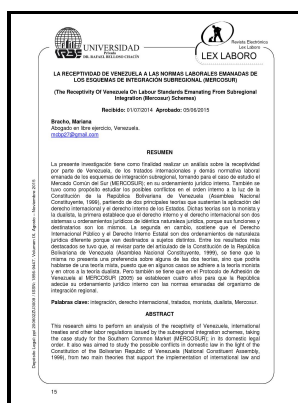 UNIVERSIDAD
PRIVADA
DR. RAFAEL BELLOSO CHACÍN
Revista Electrónica
Lex Laboro
LEX LABORO
LA RECEPTIVIDAD DE VENEZUELA A LAS NORMAS LABORALES EMANADAS DE
LOS ESQUEMAS DE INTEGRACIÓN SUBREGIONAL (MERCOSUR)
(The Receptivity Of Venezuela On Labour Standards Emanating From Subregional
Integration (Mercosur) Schemes)
Recibido: 01/07/2014 Aprobado: 05/06/2015
Bracho, Mariana
Abogado en libre ejercicio, Venezuela.
RESUMEN
La presente investigación tiene como finalidad realizar un análisis sobre la receptividad
por parte de Venezuela, de los tratados internacionales y demás normativa laboral
emanada de los esquemas de integración subregional, tomando para el caso de estudio el
Mercado Común del Sur (MERCOSUR); en su ordenamiento jurídico interno. También se
tuvo como propósito estudiar los posibles conflictos en el orden interno a la luz de la
Constitución de la República Bolivariana de Venezuela (Asamblea Nacional
Constituyente, 1999), partiendo de dos principales teorías que sustentan la aplicación del
derecho internacional y el derecho interno de los Estados. Dichas teorías son la monista y
la dualista, la primera establece que el derecho interno y el derecho internacional son dos
sistemas u ordenamientos jurídicos de idéntica naturaleza jurídica, porque sus funciones y
destinatarios son los mismos. La segunda en cambio, sostiene que el Derecho
Internacional Público y el Derecho Interno Estatal son dos ordenamientos de naturaleza
jurídica diferente porque van destinados a sujetos distintos. Entre los resultados más
destacados se tuvo que, al revisar parte del articulado de la Constitución de la República
Bolivariana de Venezuela (Asamblea Nacional Constituyente, 1999), se tiene que la
misma no presenta una preferencia sobre alguna de las dos teorías, sino que podría
hablarse de una teoría mixta, puesto que en algunos casos se adhiere a la teoría monista
y en otros a la teoría dualista. Pero también se tiene que en el Protocolo de Adhesión de
Venezuela al MERCOSUR (2005) se establecen cuatro años para que la República
adecúe su ordenamiento jurídico interno con las normas emanadas del organismo de
integración regional.
Palabras clave: integración, derecho internacional, tratados, monista, dualista, Mercosur.
ABSTRACT
This research aims to perform an analysis of the receptivity of Venezuela, international
treaties and other labor regulations issued by the subregional integration schemes, taking
the case study for the Southern Common Market (MERCOSUR); In its domestic legal
order. It also was aimed to study the possible conflicts in domestic law in the light of the
Constitution of the Bolivarian Republic of Venezuela (National Constituent Assembly,
1999), from two main theories that support the implementation of international law and
15